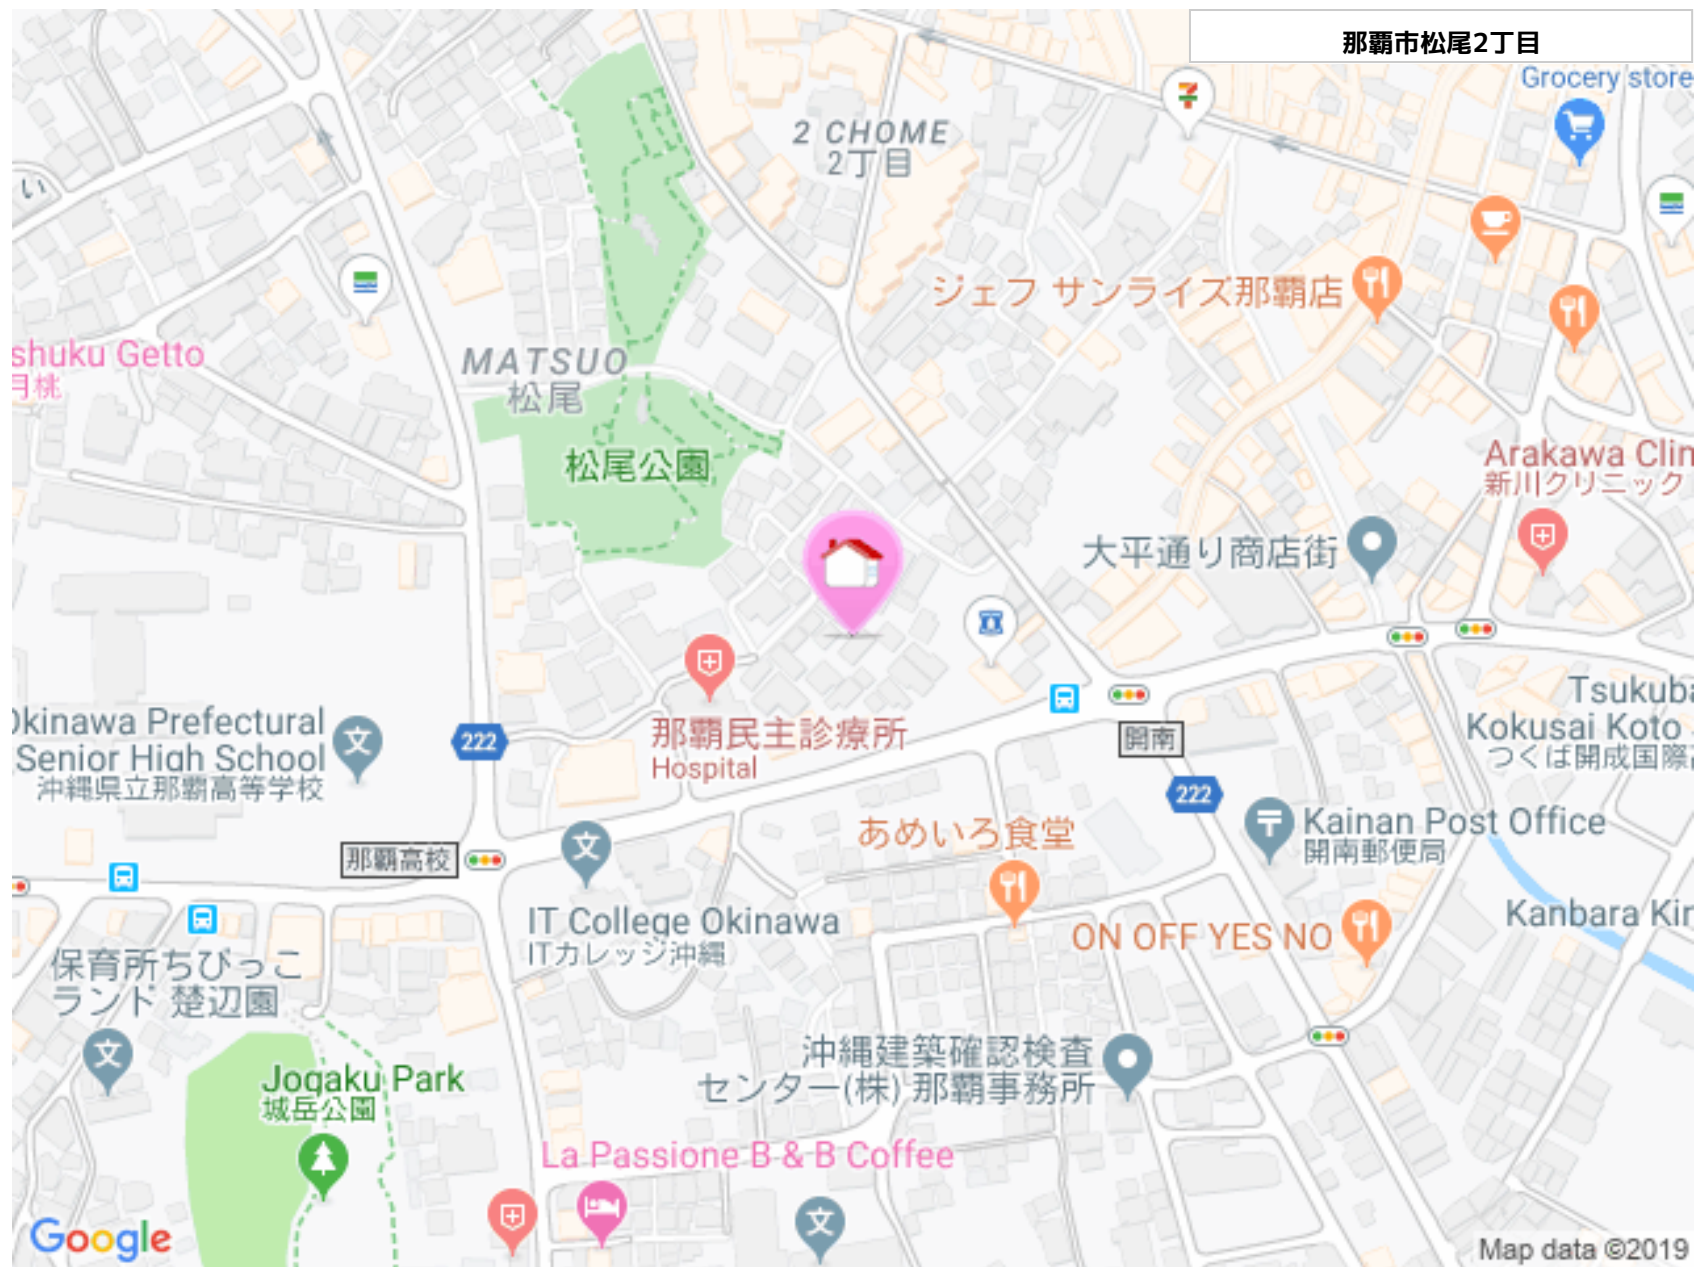 那覇市松尾2丁目
Grocery store
2 CHOME
2丁目
い
ジェフ サンライズ那覇店
shuku Getto
月桃
MATSUO
松尾
松尾公園
Arakawa Clin
新川クリニック
大平通り商店街
Okinawa Prefectural
Senior High School
沖縄県立那覇高等学校
222
那覇民主診療所
Hospital
開南
Tsukuba
Kokusai Koto
つくば開成国際高
222
Kainan Post Office
開南郵便局
あめいろ食堂
那覇高校
IT College Okinawa
ITカレッジ沖縄
ON OFF YES NO
Kanbara Kin
保育所ちびっこ
ランド 楚辺園
沖縄建築確認検査
センター(株) 那覇事務所
Jogaku Park
城岳公園
La Passione B & B Coffee
Google
Map data ©2019